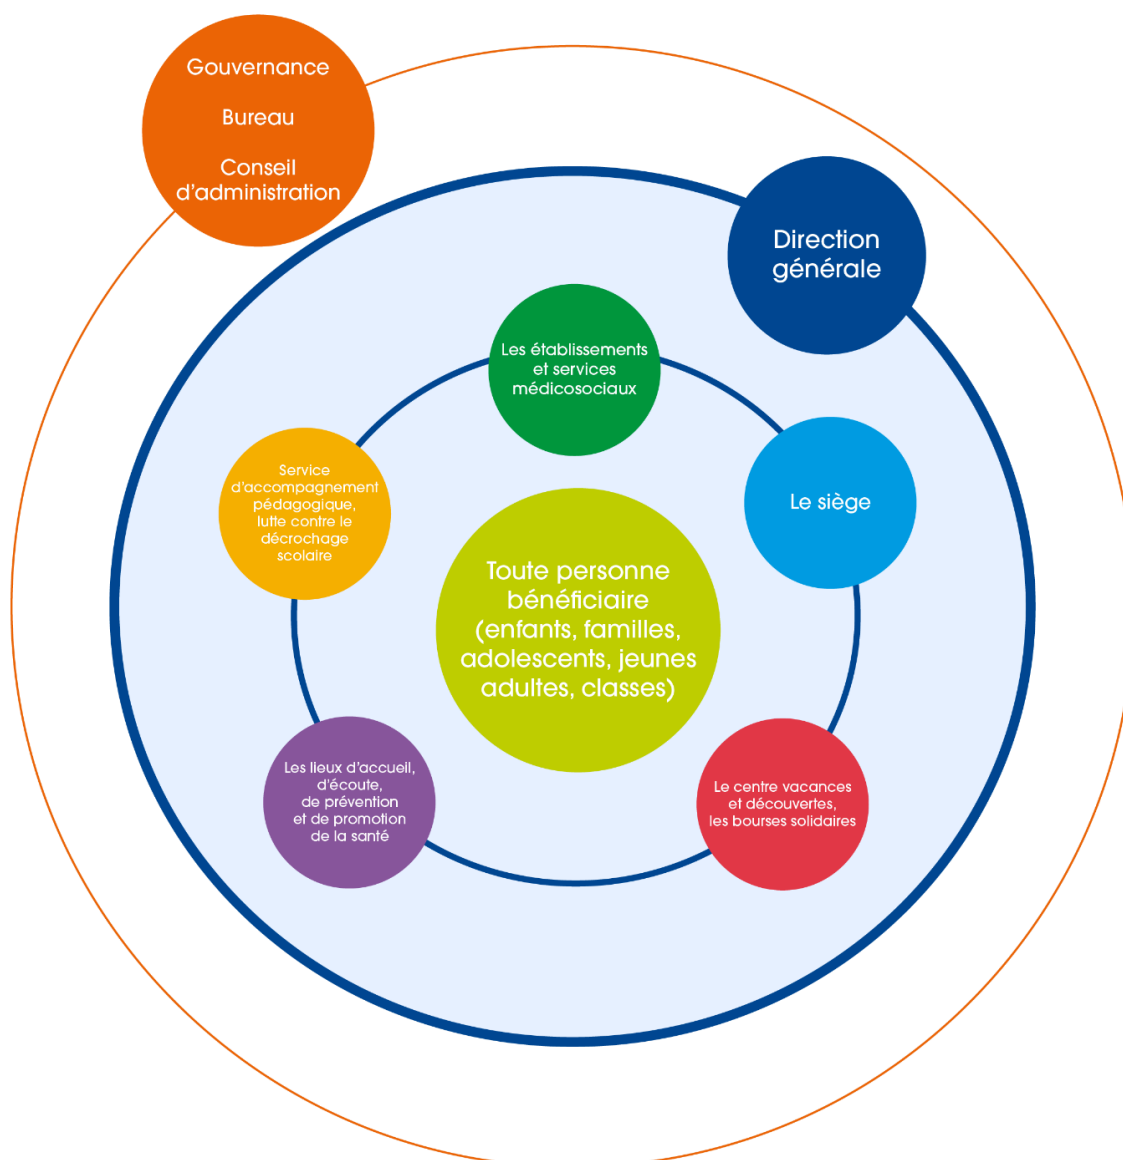 Gouvernance
Bureau
Conseil
d'administration
Direction
générale
Les établissements
et services
médicosociaux
Service
d'accompagnement
pédagogique,
lutte contre le
décrochage
scolaire
Le siège
Toute personne
bénéficiaire
(enfants, familles,
adolescents, jeunes
adultes, classes)
Les lieux d'accueil,
d'écoute,
de prévention
et de promotion
de la santé
Le centre vacances
et découvertes,
les bourses solidaires